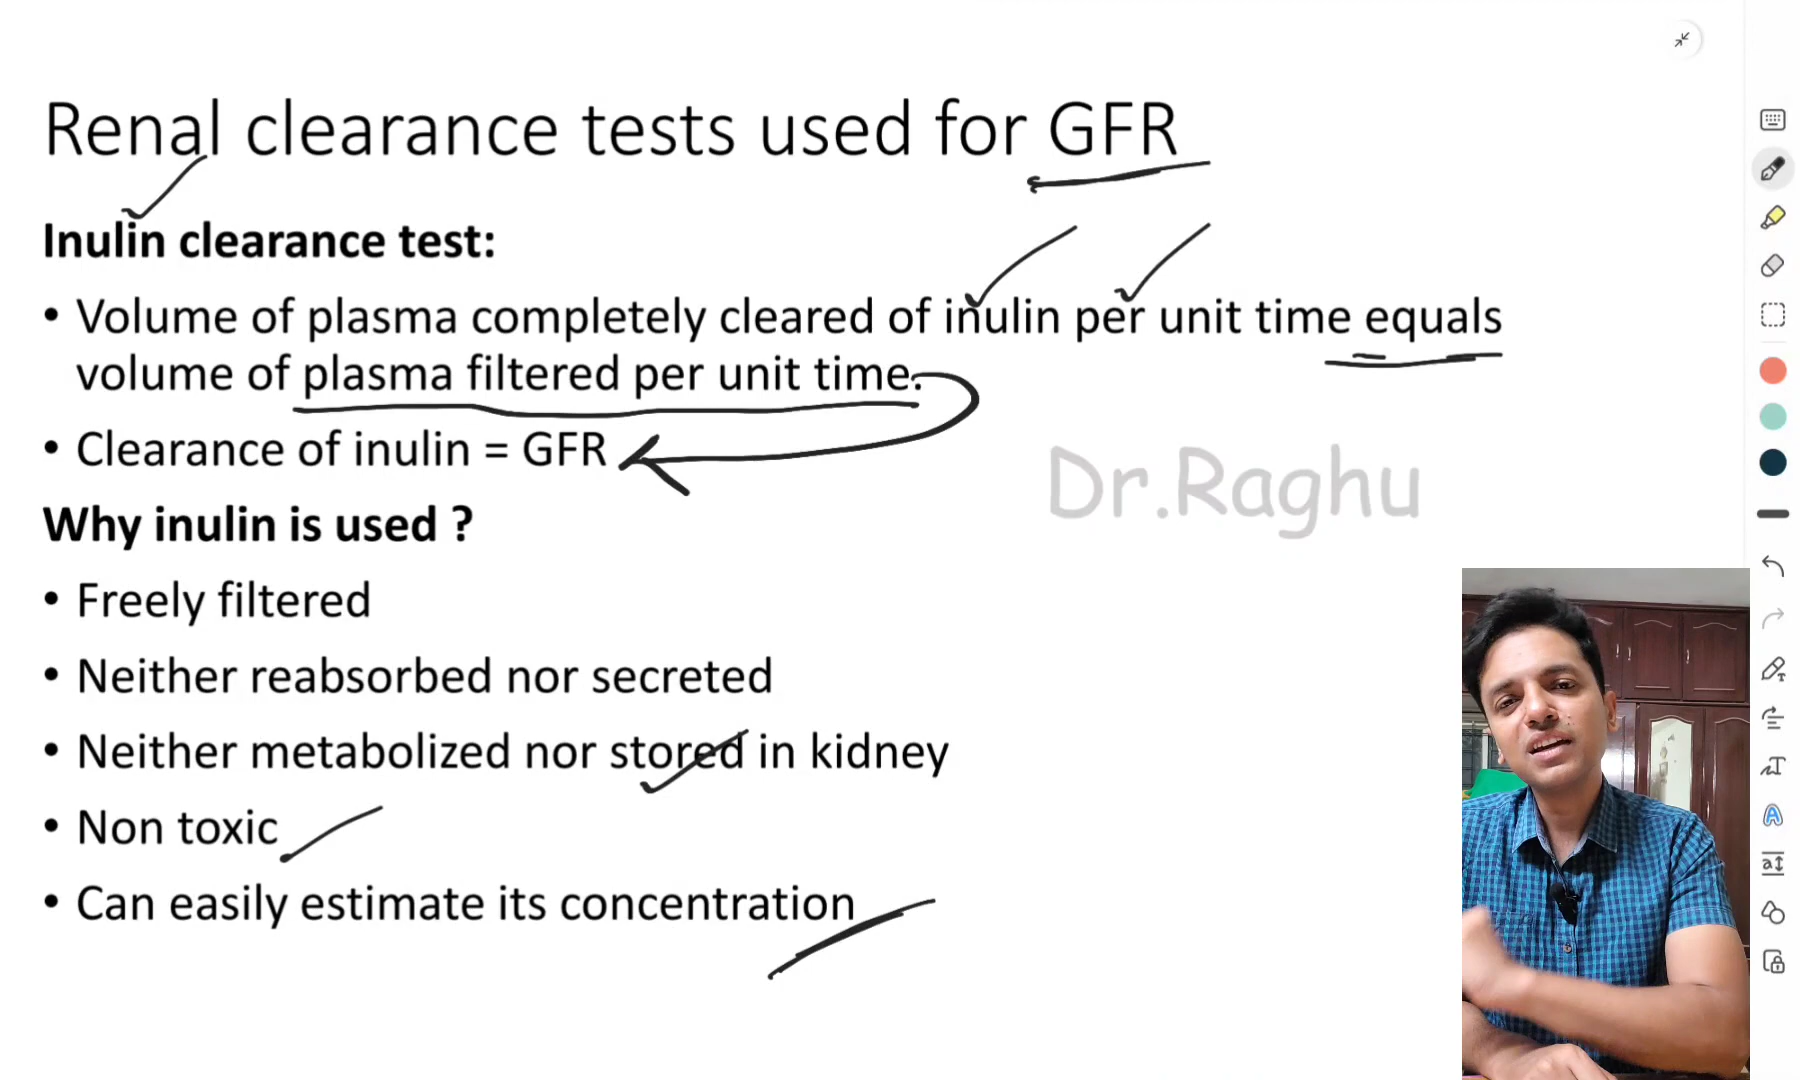 Renal clearance tests used for GFR
Inulin clearance test:
• Volume of plasma completely cleared of inulin per unit time equals
volume of plasma filtered per unit time.
• Clearance of inulin = GFR
Dr.Raghu
Why inulin is used ?
• Freely filtered
• Neither reabsorbed nor secreted
• Neither metabolized nor stored in kidney
• Non toxic
• Can easily estimate its concentration